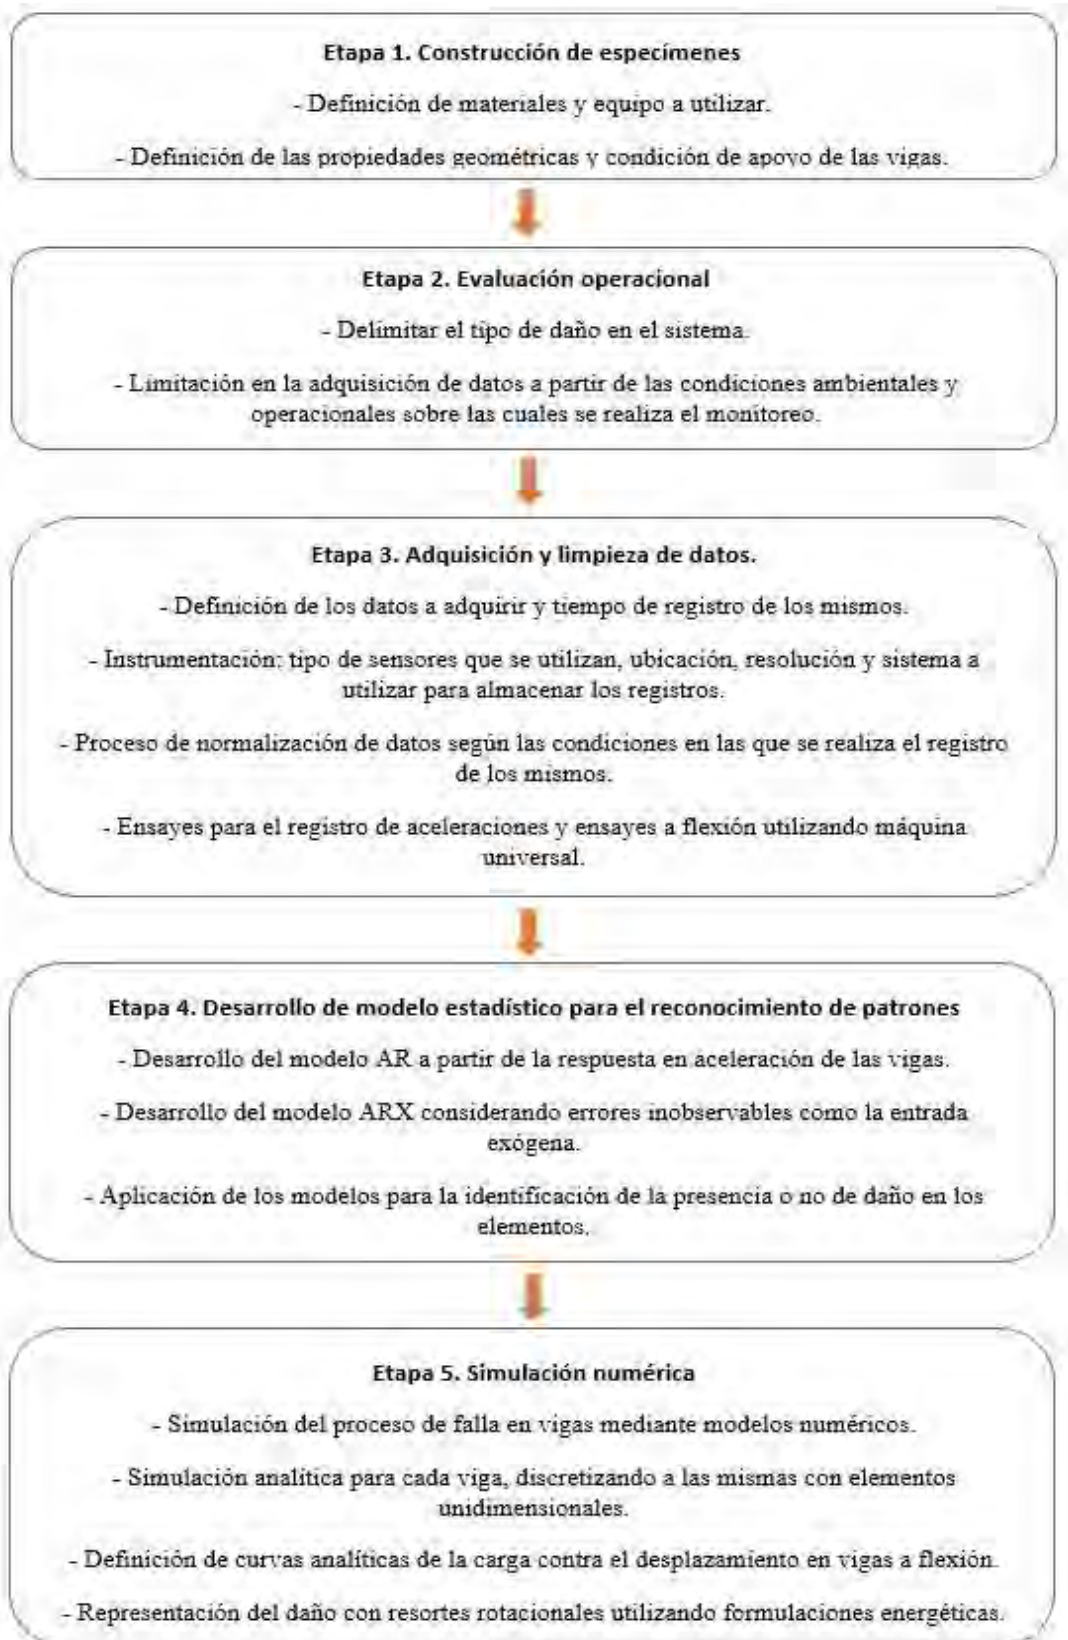 Etapa 1. Construcción de especímenes
- Definición de materiales y equipo a utilizar.
- Definición de las propiedades geométricas y condición de apoyo de las vigas.
Etapa 2. Evaluación operacional
- Delimitar el tipo de daño en el sistema.
- Limitación en la adquisición de datos a partir de las condiciones ambientales y
operacionales sobre las cuales se realiza el monitoreo.
Etapa 3. Adquisición y limpieza de datos.
- Definición de los datos a adquirir y tiempo de registro de los mismos.
- Instrumentación: tipo de sensores que se utilizan, ubicación, resolución y sistema a
utilizar para almacenar los registros.
- Proceso de normalización de datos según las condiciones en las que se realiza el registro
de los mismos.
- Ensayes para el registro de aceleraciones y ensayes a flexión utilizando máquina
universal.
Etapa 4. Desarrollo de modelo estadístico para el reconocimiento de patrones
- Desarrollo del modelo AR a partir de la respuesta en aceleración de las vigas.
- Desarrollo del modelo ARX considerando errores inobservables como la entrada
exógena.
- Aplicación de los modelos para la identificación de la presencia o no de daño en los
elementos.
Etapa 5. Simulación numérica
- Simulación del proceso de falla en vigas mediante modelos numéricos.
- Simulación analítica para cada viga, discretizando a las mismas con elementos
unidimensionales.
- Definición de curvas analíticas de la carga contra el desplazamiento en vigas a flexión.
- Representación del daño con resortes rotacionales utilizando formulaciones energéticas.